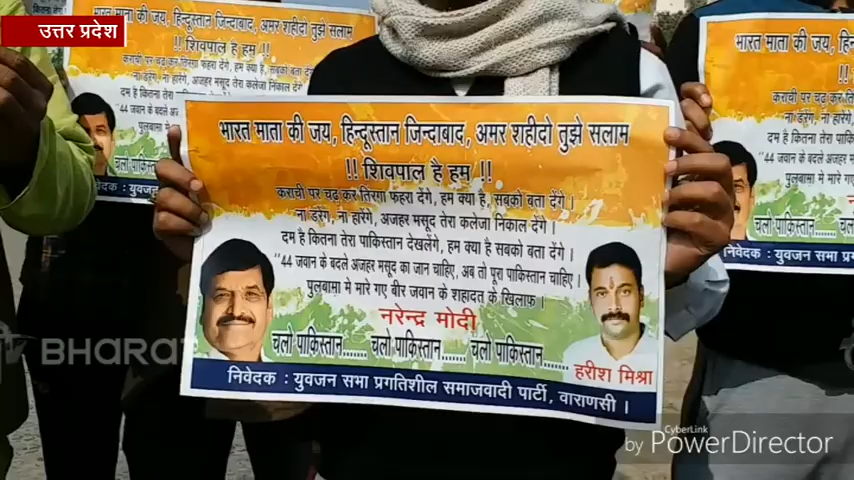 उत्तर प्रदेश
भारत माता की जय, हिन्दूस्तान जिन्दाबाद, अमर शहीदो तुझे सलाम
!! शिवपाल है हम !!
कराची पर चढ़ कर तिरंगा फहरा देंगे, हम क्या है, सबको बता देंगे।
ना डरेंग, ना हारेंगे, अजहर मसूद तेरा कलेजा निकाल देंगे।
दम है कितना तेरा पाकिस्तान देखलेंगे, हम क्या है सबको बता देंगे।
"44 जवान के बदले अजहर मसूद का जान चाहिए, अब तो पूरा पाकिस्तान चाहिए।
पुलवामा मे मारे गए बीर जवान के शहादत के खिलाफ।
नरेन्द्र मोदी
चलो पाकिस्तान...... चलो पाकिस्तान...... चलो पाकिस्तान......
हरीश मिश्रा
निवेदक : युवजन सभा प्रगतिशील समाजवादी पार्टी, वाराणसी ।
BHARAT
CyberLink
by PowerDirector